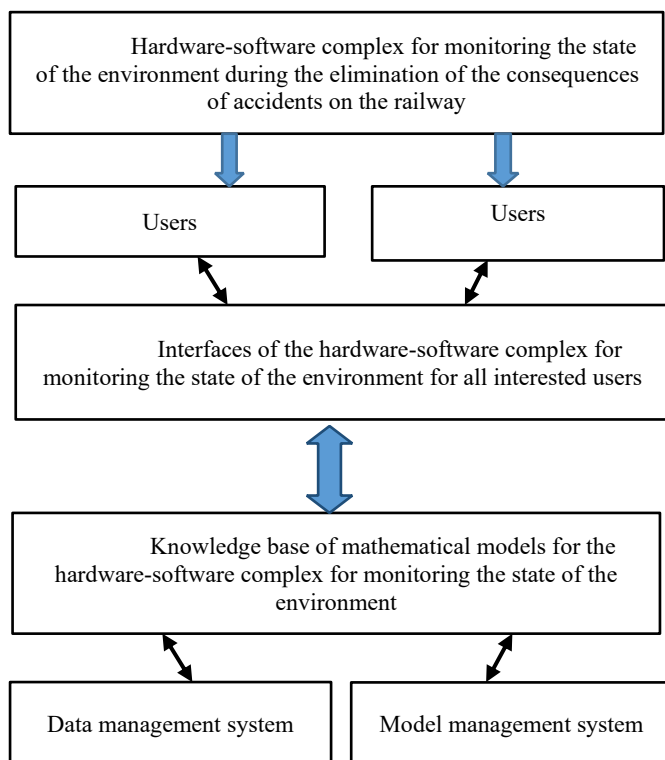 Hardware-software complex for monitoring the state
of the environment during the elimination of the consequences
of accidents on the railway
Users
Users
Interfaces of the hardware-software complex for
monitoring the state of the environment for all interested users
Knowledge base of mathematical models for the
hardware-software complex for monitoring the state of the
environment
Data management system
Model management system